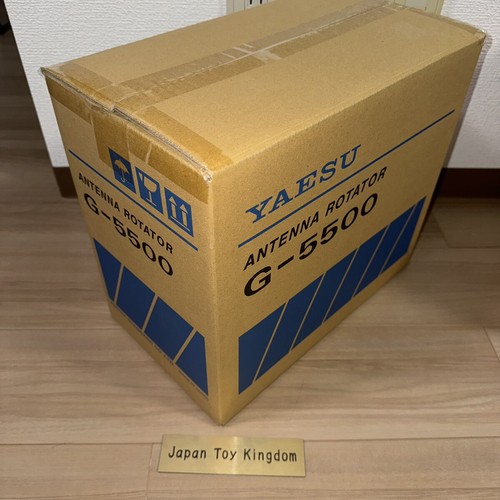 ANTENNA ROTATOR
G-5500
YAESU
ANTENNA ROTATOR
G-5500
Japan Toy Kingdom